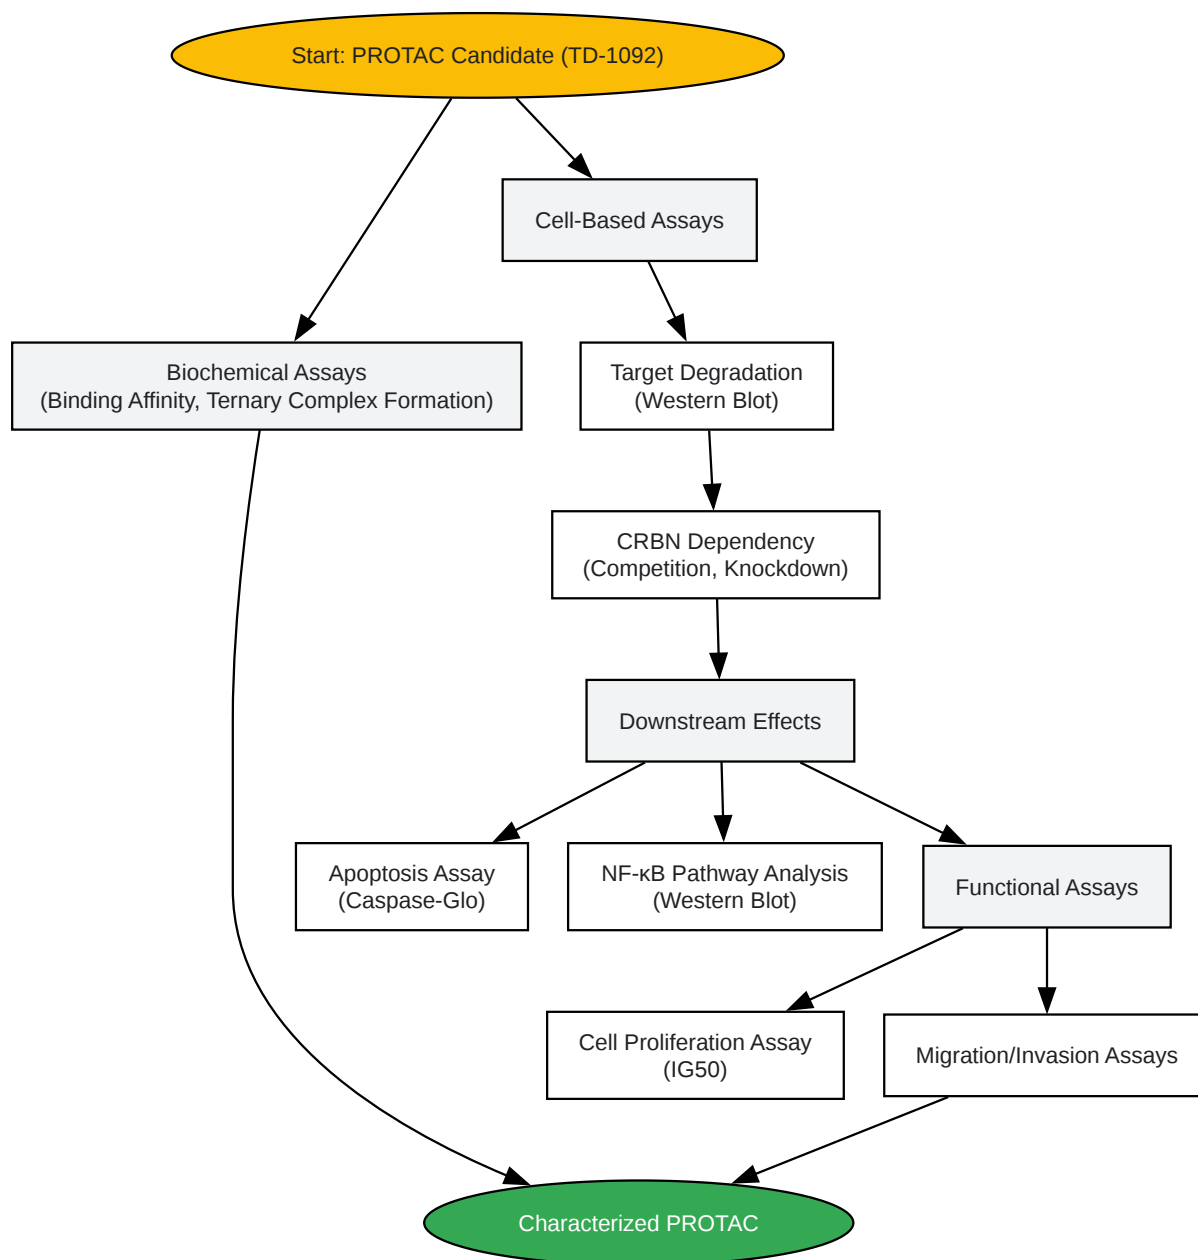 Start: PROTAC Candidate (TD-1092)
Cell-Based Assays
Biochemical Assays
(Binding Affinity, Ternary Complex Formation)
Target Degradation
(Western Blot)
CRBN Dependency
(Competition, Knockdown)
Downstream Effects
Apoptosis Assay
(Caspase-Glo)
NF-κB Pathway Analysis
(Western Blot)
Functional Assays
Cell Proliferation Assay
(IG50)
Migration/Invasion Assays
Characterized PROTAC